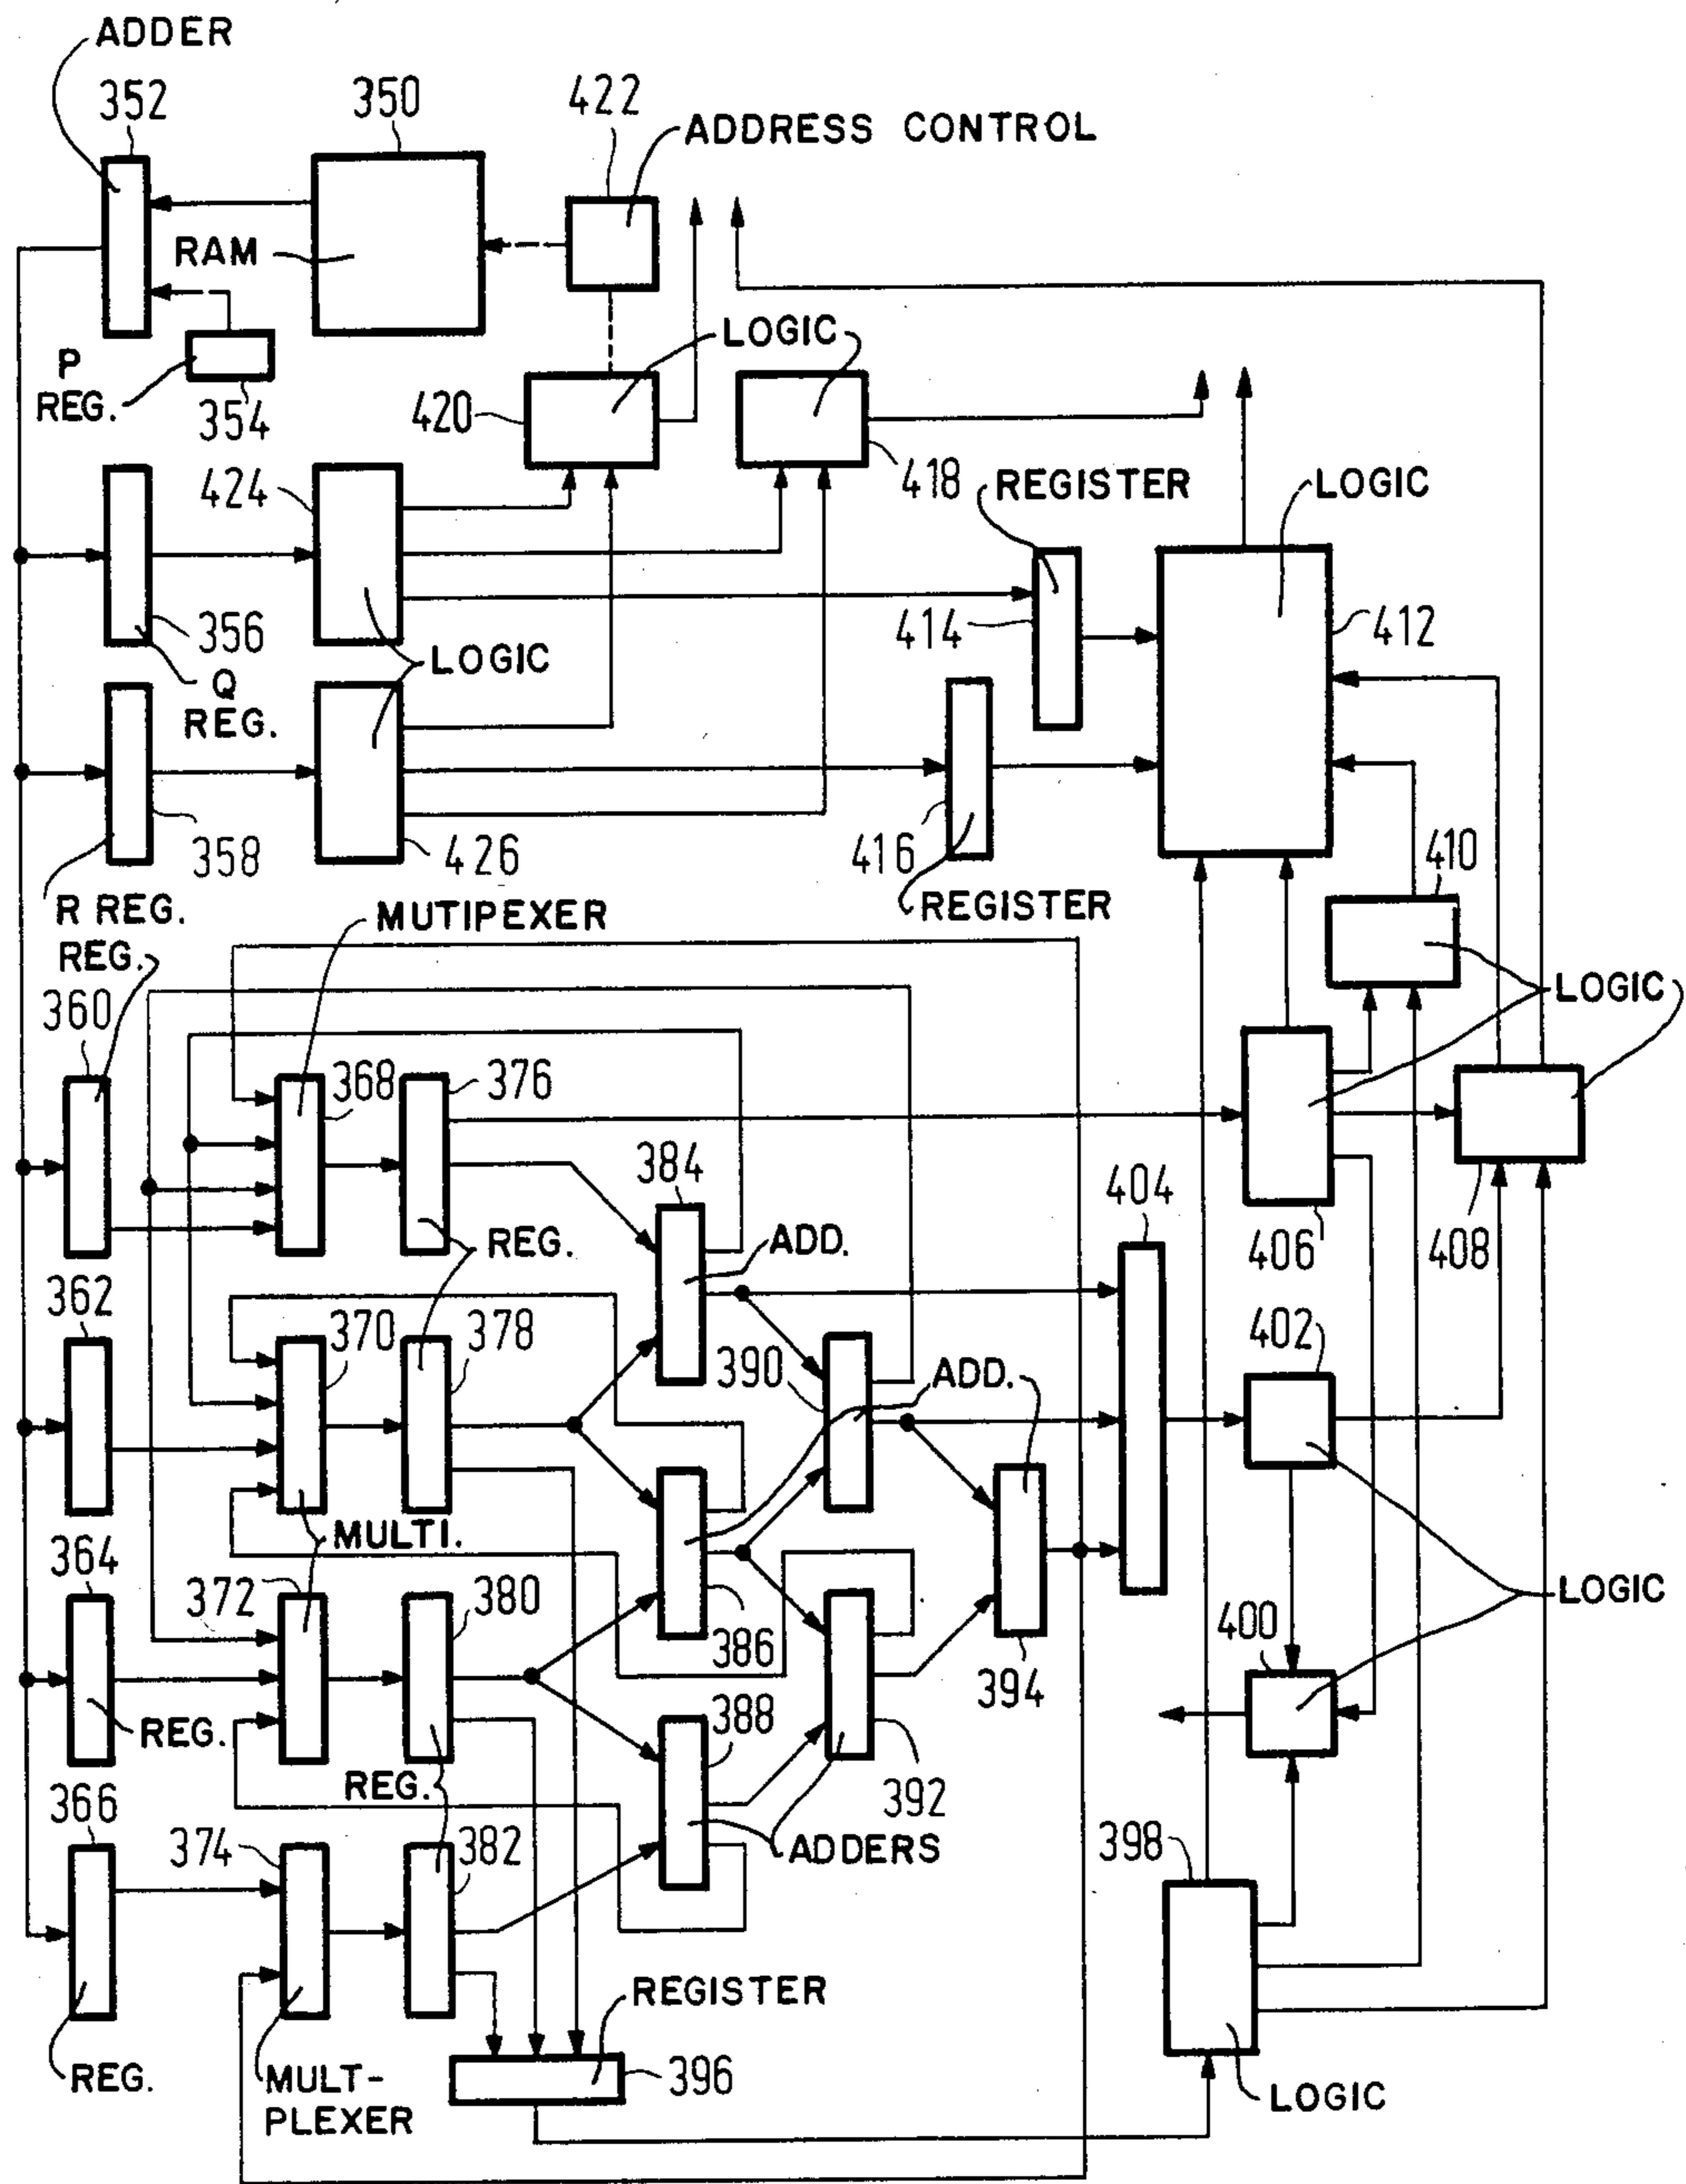 ADDER
352
350
422
ADDRESS CONTROL
RAM
P
REG.
354
LOGIC
420
418
424
REGISTER
LOGIC
356
414
412
LOGIC
Q
REG.
358
426
416
410
R REG.
MUTIPEXER
REGISTER
REG.
360
LOGIC
368
376
384
404
REG.
ADD.
406
408
362
370
378
390
ADD.
402
MULTI.
364
372
380
386
394
400
LOGIC
REG.
388
REG.
392
366
374
382
ADDERS
398
REGISTER
REG.
MULT-
PLEXER
396
LOGIC